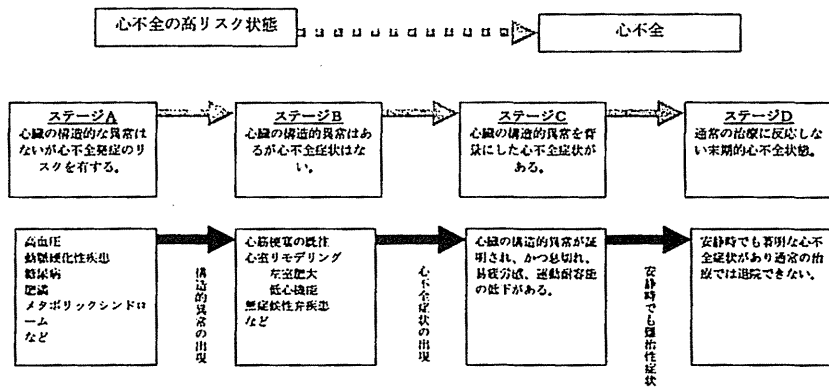 心不全の高リスク状態
心不全
ステージA
心臓の構造的な異常は
ないが心不全発症のリ
スクを有する。
ステージB
心臓の構造的異常はあ
るが心不全症状はな
い。
ステージC
心臓の構造的異常を背
景にした心不全症状が
ある。
ステージD
通常の治療に反応しな
い末期的心不全状態。
高血圧
動脈硬化性疾患
糖尿病
肥満
メタボリックシンドロ
ーム
など
構造的異常の出現
心筋梗塞の既往
心室リモデリング
左室肥大
低心機能
無症候性弁疾患
など
心不全症状の出現
心臓の構造的異常が証
明され、かつ息切れ、
易疲労感、運動耐容能
の低下がある。
安静時でも難治性症状
安静時でも著明な心不
全症状があり通常の治
療では退院できない。